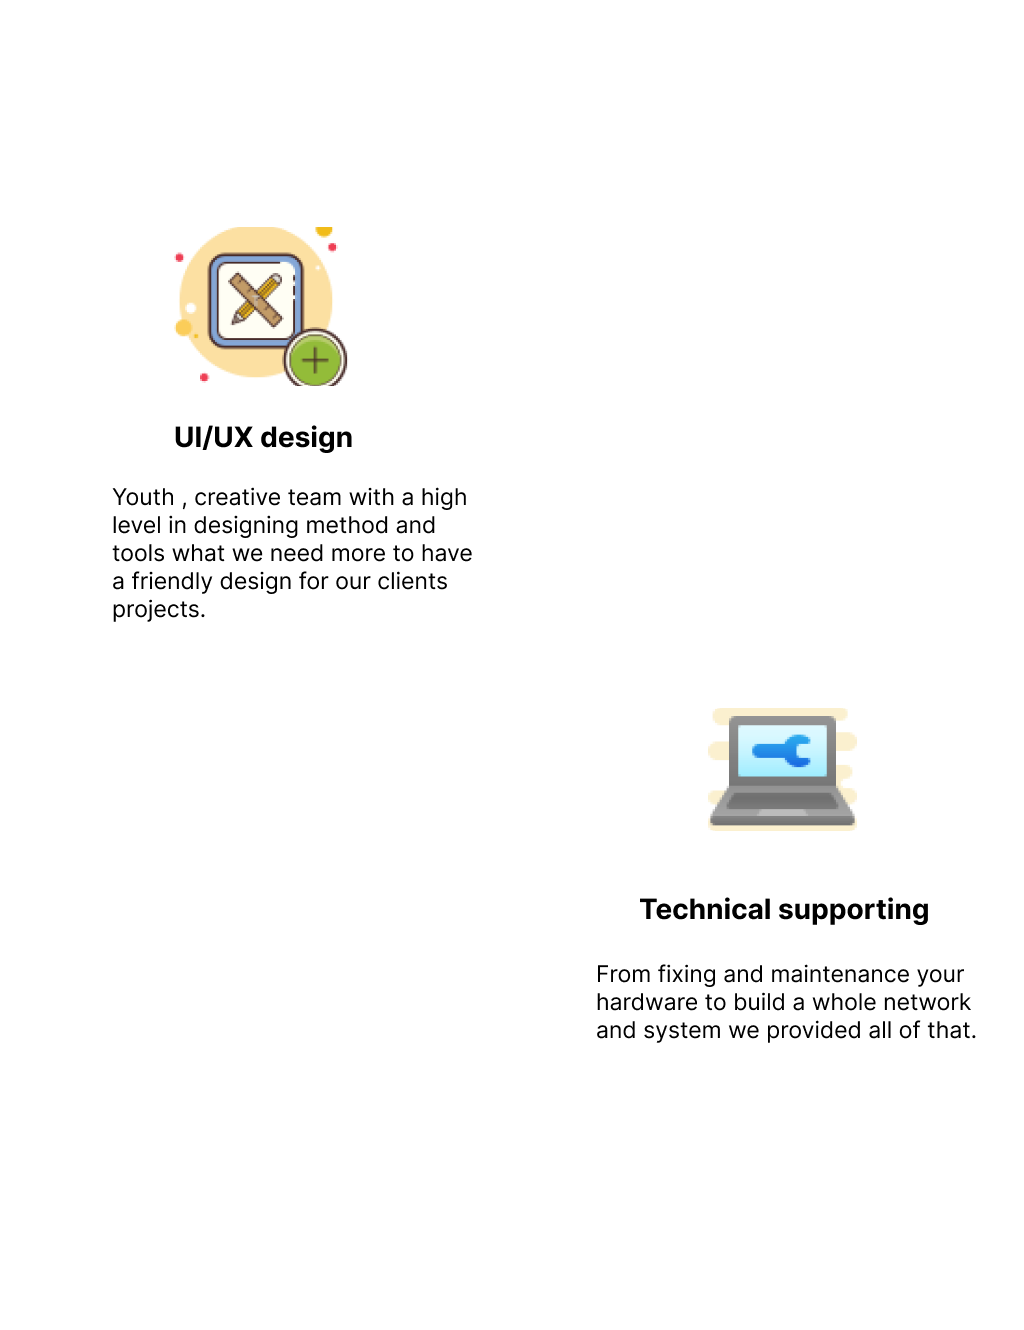 UI/UX design
Youth , creative team with a high
level in designing method and
tools what we need more to have
a friendly design for our clients
projects.
Technical supporting
From fixing and maintenance your
hardware to build a whole network
and system we provided all of that.